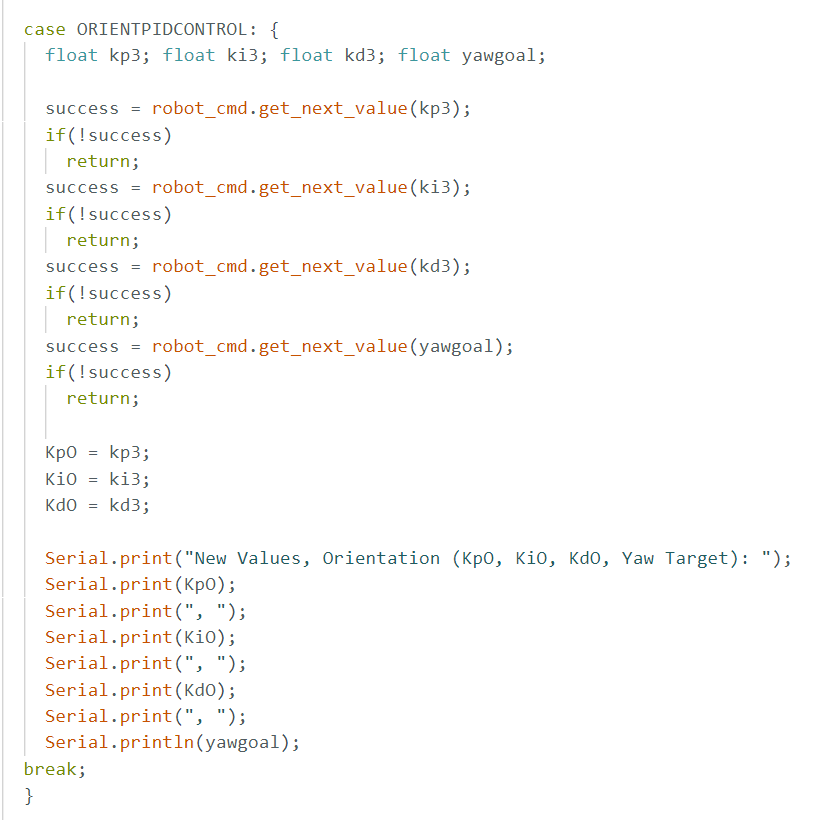 case ORIENTPIDCONTROL: {
float kp3; float ki3; float kd3; float yawgoal;
success = robot_cmd.get_next_value(kp3);
if(!success)
return;
success = robot_cmd.get_next_value(ki3);
if(!success)
return;
success = robot_cmd.get_next_value(kd3);
if(!success)
return;
success = robot_cmd.get_next_value(yawgoal);
if(!success)
return;
KpO = kp3;
KiO = ki3;
KdO = kd3;
Serial.print("New Values, Orientation (KpO, KiO, KdO, Yaw Target): ");
Serial.print(KpO);
Serial.print(", ");
Serial.print(KiO);
Serial.print(", ");
Serial.print(KdO);
Serial.print(", ");
Serial.println(yawgoal);
break;
}